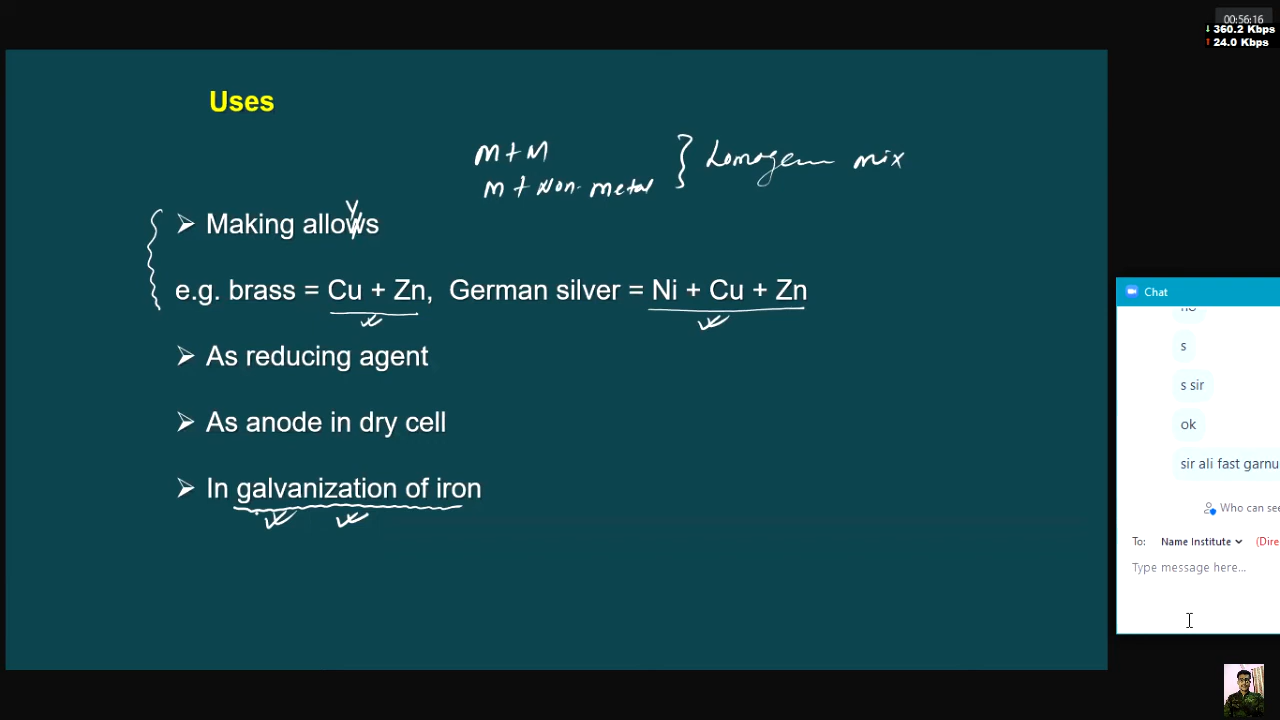 00:56:16
↓ 360.2 Kbps
↑ 24.0 Kbps
Uses
M + M
M + Non-metal } homogen mix
➢ Making allows
y
e.g. brass = Cu + Zn, German silver = Ni + Cu + Zn
➢ As reducing agent
➢ As anode in dry cell
➢ In galvanization of iron
Chat
s
s sir
ok
sir ali fast garnu
Who can see
To: Name Institute (Dire
Type message here...